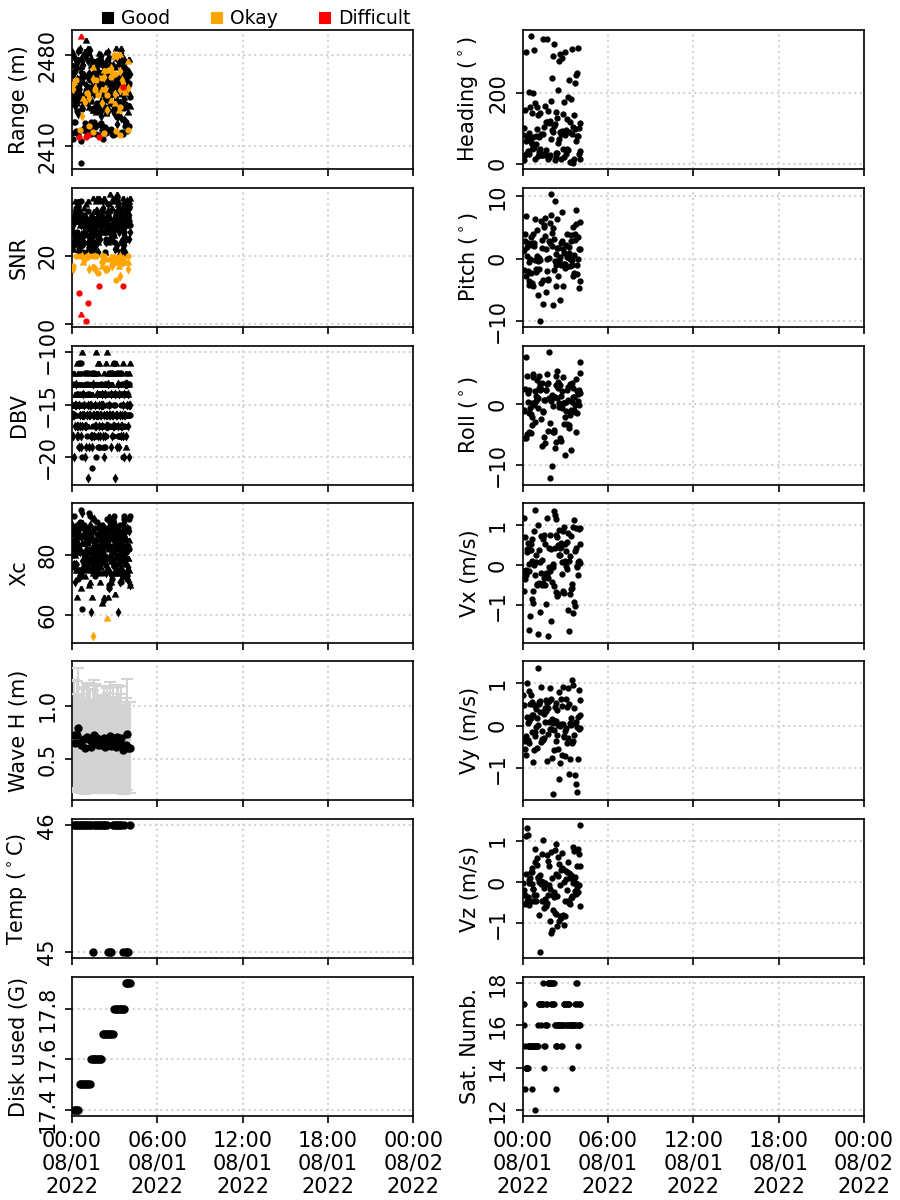 Good Okay Difficult
Range (m)
2480
2410
Heading (°)
200
0
SNR
20
0
Pitch (°)
10
0
−10
DBV
−10
−15
−20
Roll (°)
0
−10
Xc
80
60
Vx (m/s)
1
0
−1
Wave H (m)
1.0
0.5
Vy (m/s)
1
0
−1
Temp (°C)
46
45
Vz (m/s)
1
0
−1
Disk used (G)
17.8
17.6
17.4
Sat. Numb.
18
16
14
12
00:00 06:00 12:00 18:00 00:00
08/01 08/01 08/01 08/01 08/02
2022 2022 2022 2022 2022
00:00 06:00 12:00 18:00 00:00
08/01 08/01 08/01 08/01 08/02
2022 2022 2022 2022 2022